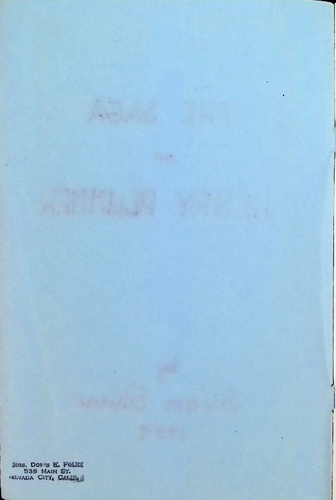 THE SAGA
OF
HENRY PLUMMER
by
MRS. DORIS E. FOLEY
538 MAIN ST.
NEVADA CITY, CALIF.